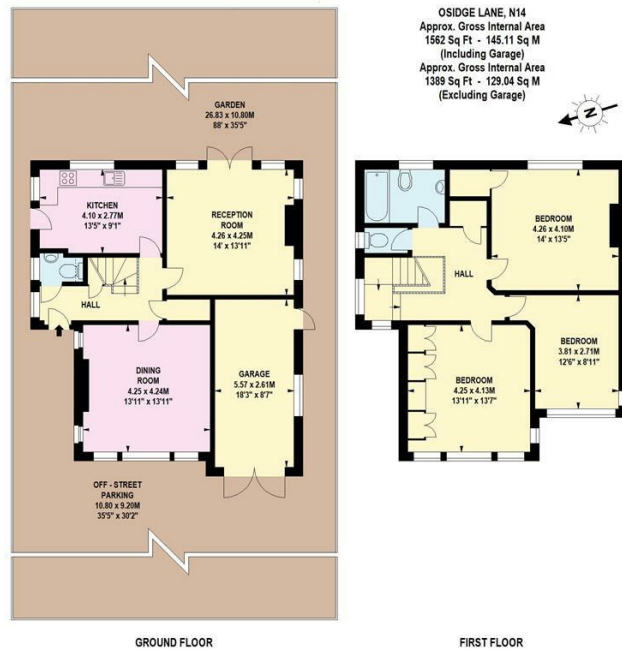 OSIDGE LANE, N14
Approx. Gross Internal Area
1562 Sq Ft - 145.11 Sq M
(Including Garage)
Approx. Gross Internal Area
1389 Sq Ft - 129.04 Sq M
(Excluding Garage)
N
GARDEN
26.83 x 10.80M
88' x 35'5"
KITCHEN
4.10 x 2.77M
13'5" x 9'1"
RECEPTION
ROOM
4.26 x 4.25M
14' x 13'11"
HALL
DINING
ROOM
4.25 x 4.24M
13'11" x 13'11"
GARAGE
5.57 x 2.61M
18'3" x 8'7"
OFF - STREET
PARKING
10.80 x 9.20M
35'5" x 30'2"
GROUND FLOOR
BEDROOM
4.26 x 4.10M
14' x 13'5"
HALL
BEDROOM
3.81 x 2.71M
12'6" x 8'11"
BEDROOM
4.25 x 4.13M
13'11" x 13'7"
FIRST FLOOR